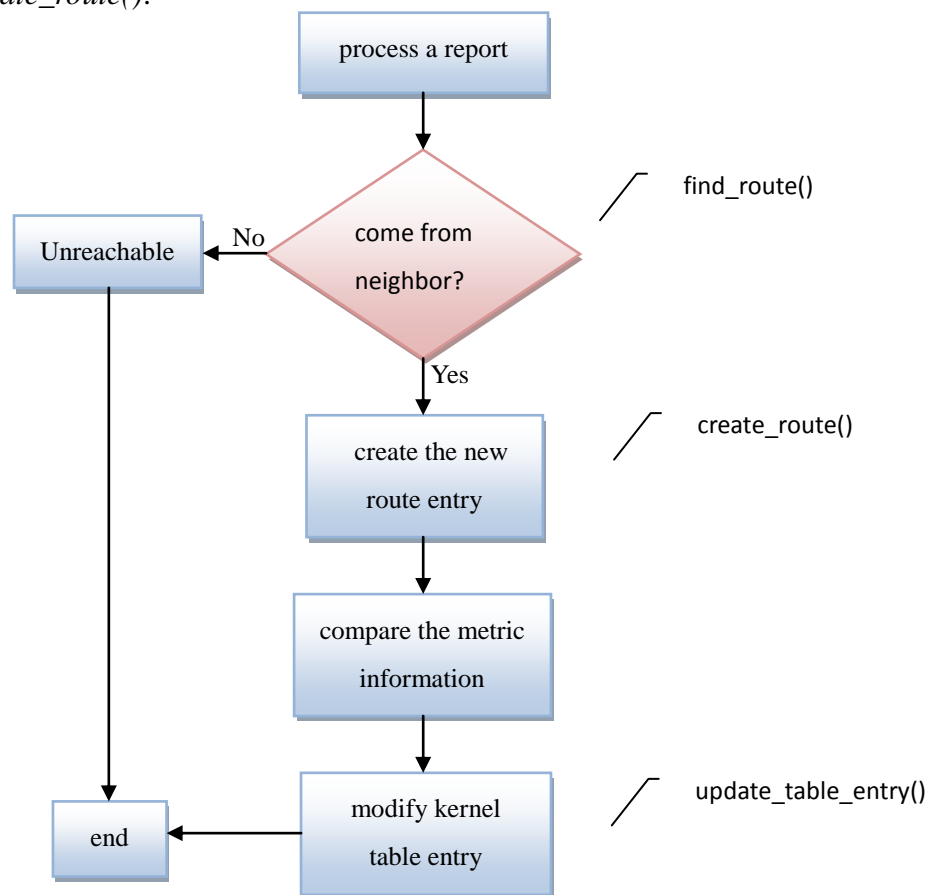 ate_route().
process a report
find_route()
come from
neighbor?
No
Unreachable
Yes
create_route()
create the new
route entry
compare the metric
information
update_table_entry()
modify kernel
table entry
end